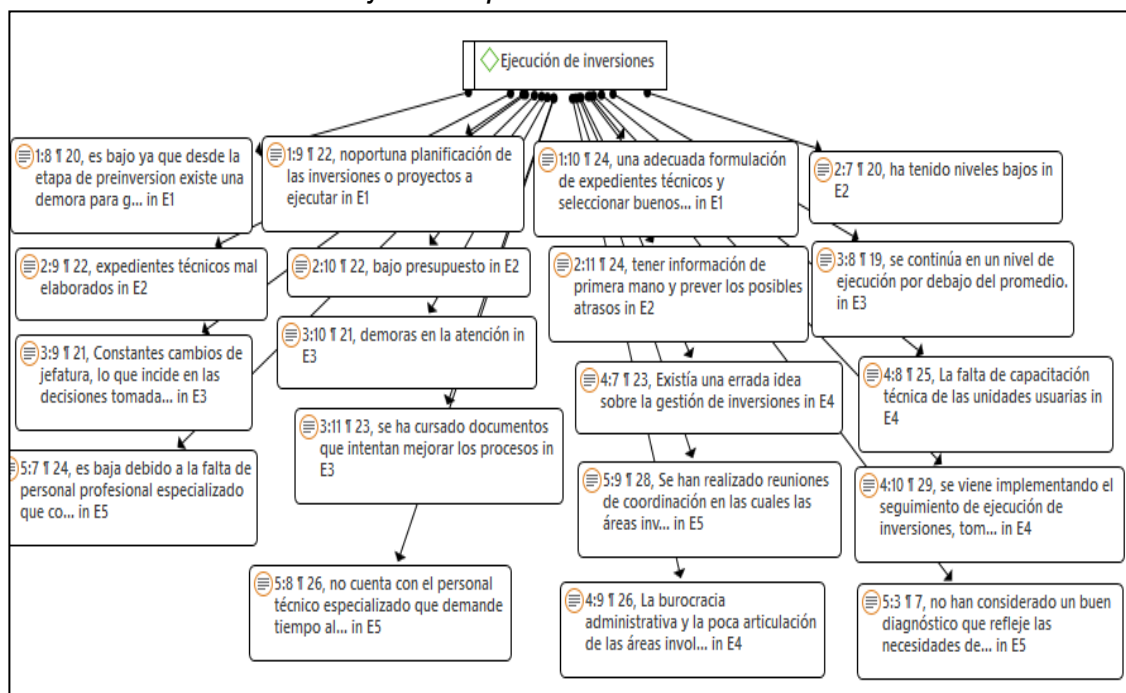 Ejecución de inversiones
1:8 ¶ 20, es bajo ya que desde la
etapa de preinversion existe una
demora para g... in E1
1:9 ¶ 22, noportuna planificación de
las inversiones o proyectos a
ejecutar in E1
1:10 ¶ 24, una adecuada formulación
de expedientes técnicos y
seleccionar buenos... in E1
2:7 ¶ 20, ha tenido niveles bajos in
E2
2:9 ¶ 22, expedientes técnicos mal
elaborados in E2
2:10 ¶ 22, bajo presupuesto in E2
2:11 ¶ 24, tener información de
primera mano y prever los posibles
atrasos in E2
3:8 ¶ 19, se continúa en un nivel de
ejecución por debajo del promedio.
in E3
3:9 ¶ 21, Constantes cambios de
jefatura, lo que incide en las
decisiones tomada... in E3
3:10 ¶ 21, demoras en la atención in
E3
4:7 ¶ 23, Existía una errada idea
sobre la gestión de inversiones in E4
4:8 ¶ 25, La falta de capacitación
técnica de las unidades usuarias in
E4
3:11 ¶ 23, se ha cursado documentos
que intentan mejorar los procesos in
E3
5:7 ¶ 24, es baja debido a la falta de
personal profesional especializado
que co... in E5
5:9 ¶ 28, Se han realizado reuniones
de coordinación en las cuales las
áreas inv... in E5
4:10 ¶ 29, se viene implementando el
seguimiento de ejecución de
inversiones, tom... in E4
5:8 ¶ 26, no cuenta con el personal
técnico especializado que demande
tiempo al... in E5
4:9 ¶ 26, La burocracia
administrativa y la poca articulación
de las áreas invol... in E4
5:3 ¶ 7, no han considerado un buen
diagnóstico que refleje las
necesidades de... in E5